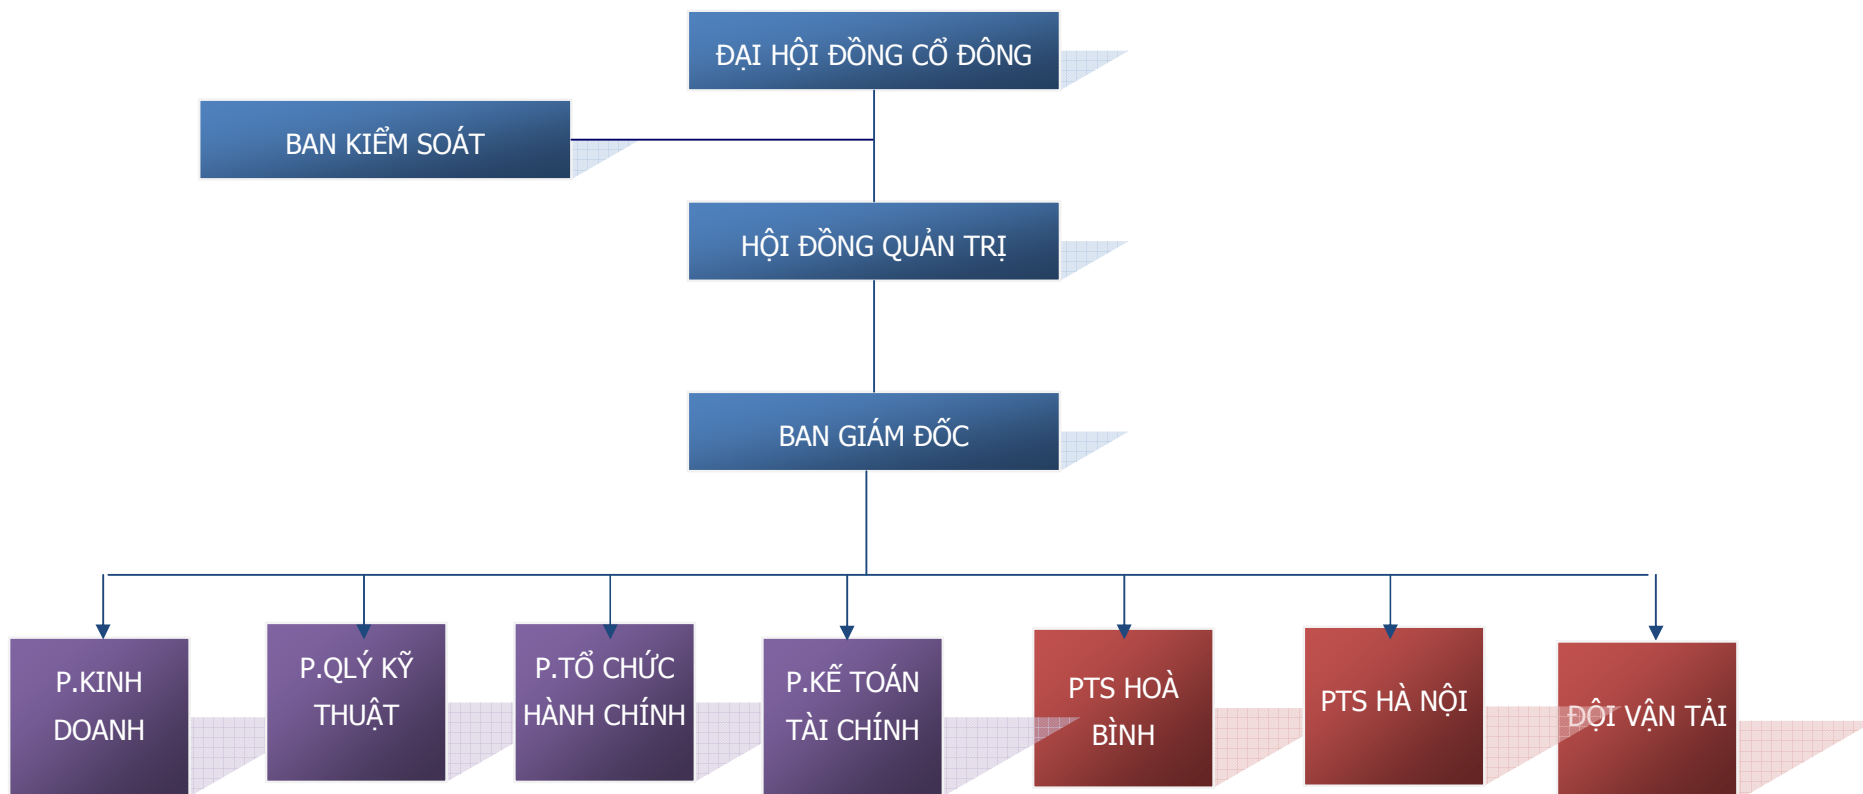 ĐẠI HỘI ĐỒNG CỔ ĐÔNG
BAN KIỂM SOÁT
HỘI ĐỒNG QUẢN TRỊ
BAN GIÁM ĐỐC
P.KINH
DOANH
P.QLÝ KỸ
THUẬT
P.TỔ CHỨC
HÀNH CHÍNH
P.KẾ TOÁN
TÀI CHÍNH
PTS HOÀ
BÌNH
PTS HÀ NỘI
ĐỘI VẬN TẢI